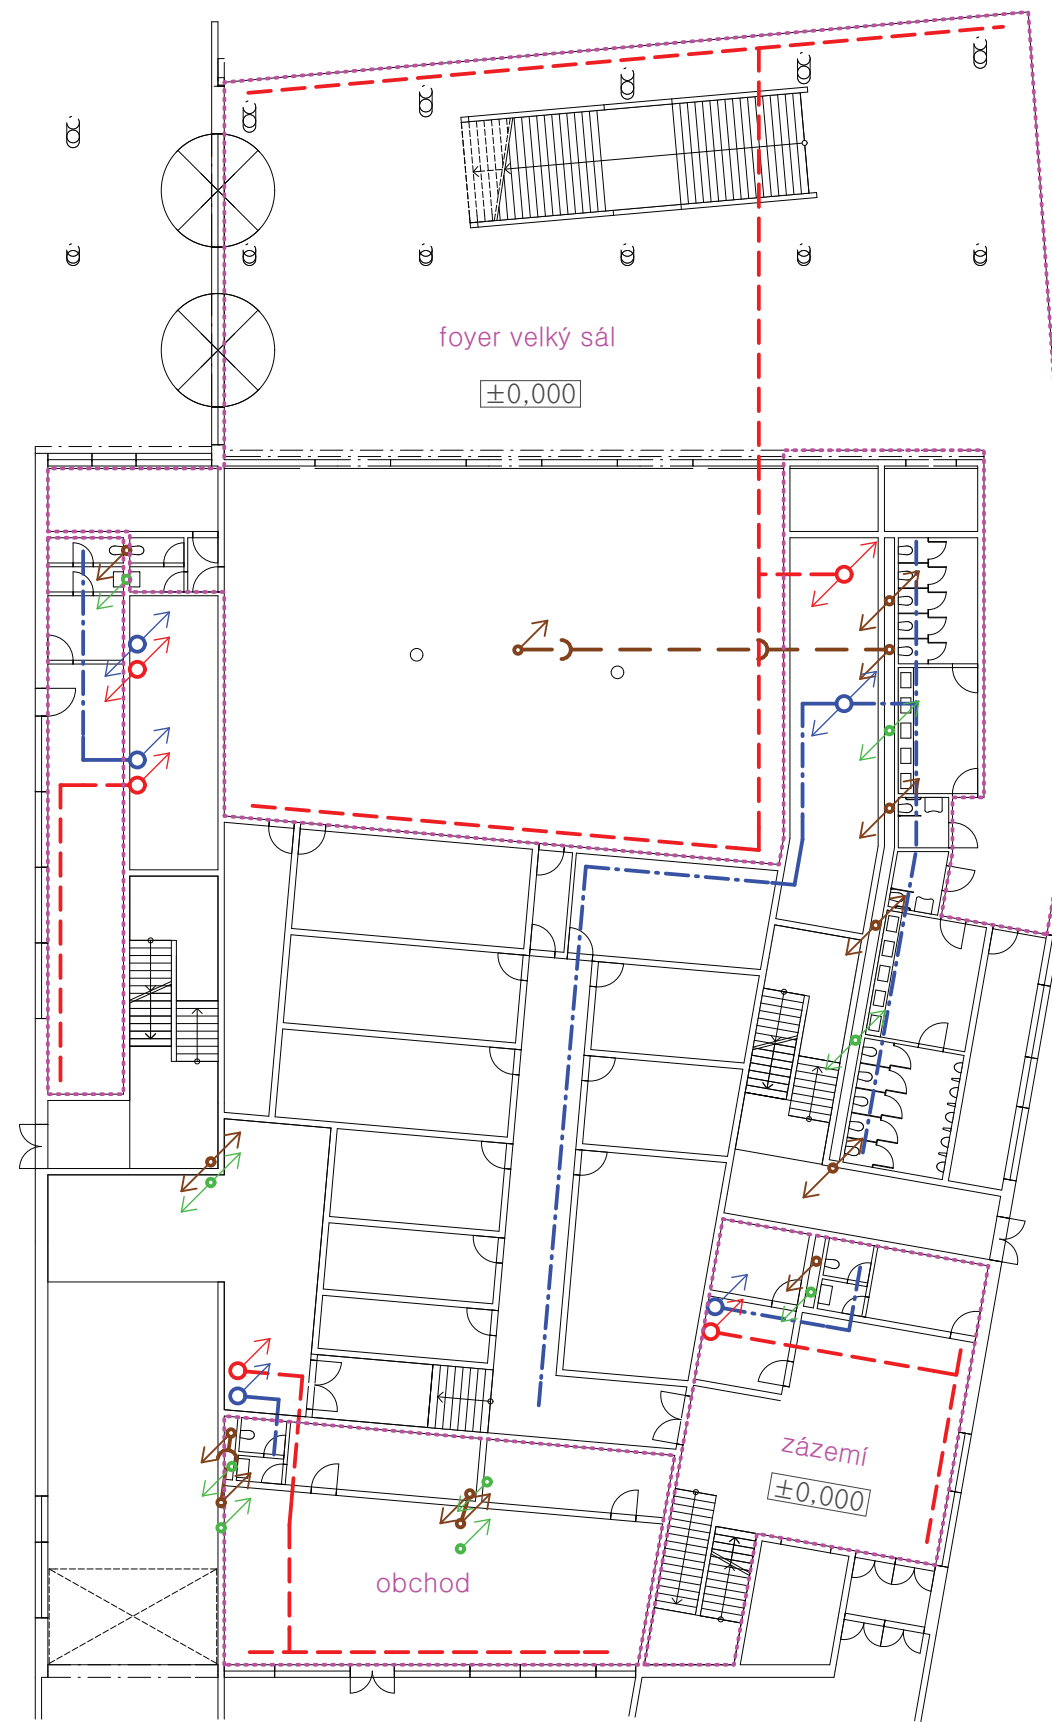 foyer velký sál
±0,000
zázemí
±0,000
obchod